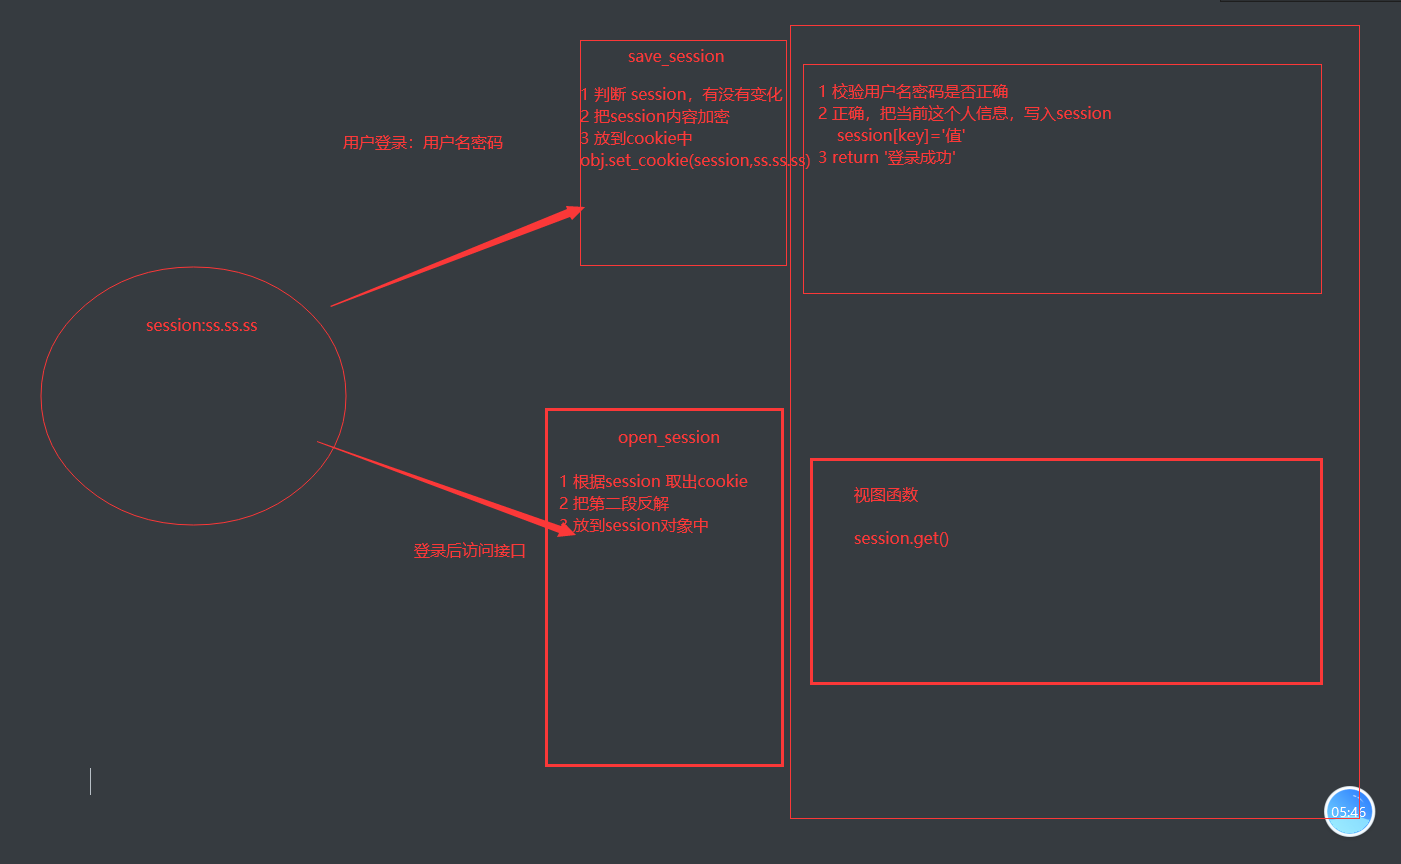 save_session
1 判断 session，有没有变化
2 把session内容加密
3 放到cookie中
obj.set_cookie(session,ss.ss.ss)
1 校验用户名密码是否正确
2 正确，把当前这个人信息，写入session
session[key]='值'
3 return '登录成功'
用户登录：用户名密码
session:ss.ss.ss
open_session
1 根据session 取出cookie
2 把第二段反解
3 放到session对象中
登录后访问接口
视图函数
session.get()
05:46